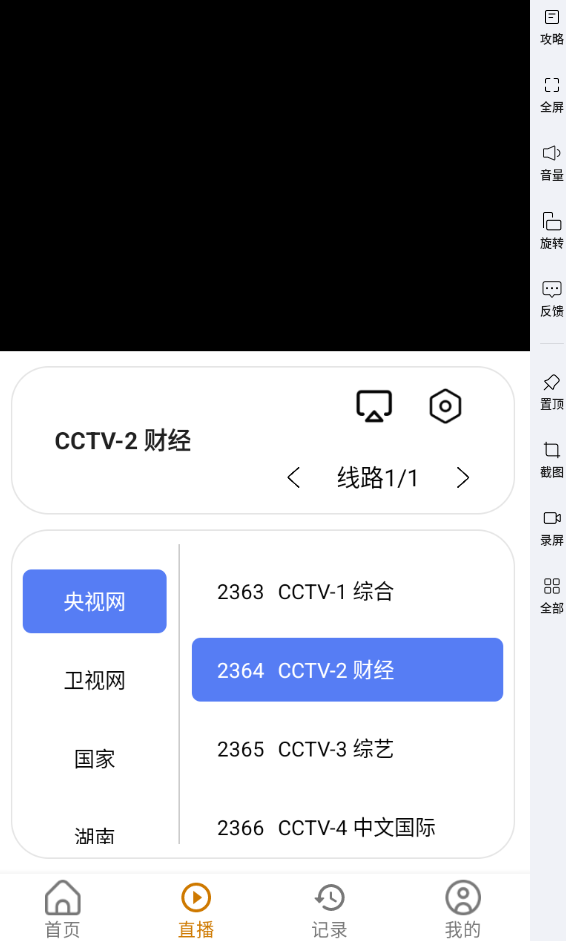 攻略
全屏
音量
旋转
反馈
置顶
截图
录屏
全部
CCTV-2 财经
线路1/1
央视网
卫视网
国家
湖南
2363 CCTV-1 综合
2364 CCTV-2 财经
2365 CCTV-3 综艺
2366 CCTV-4 中文国际
首页
直播
记录
我的